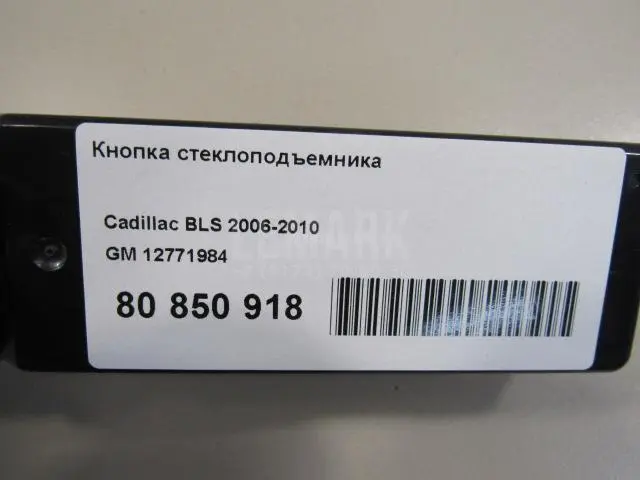 Кнопка стеклоподъемника
Cadillac BLS 2006-2010
GM 12771984
80 850 918